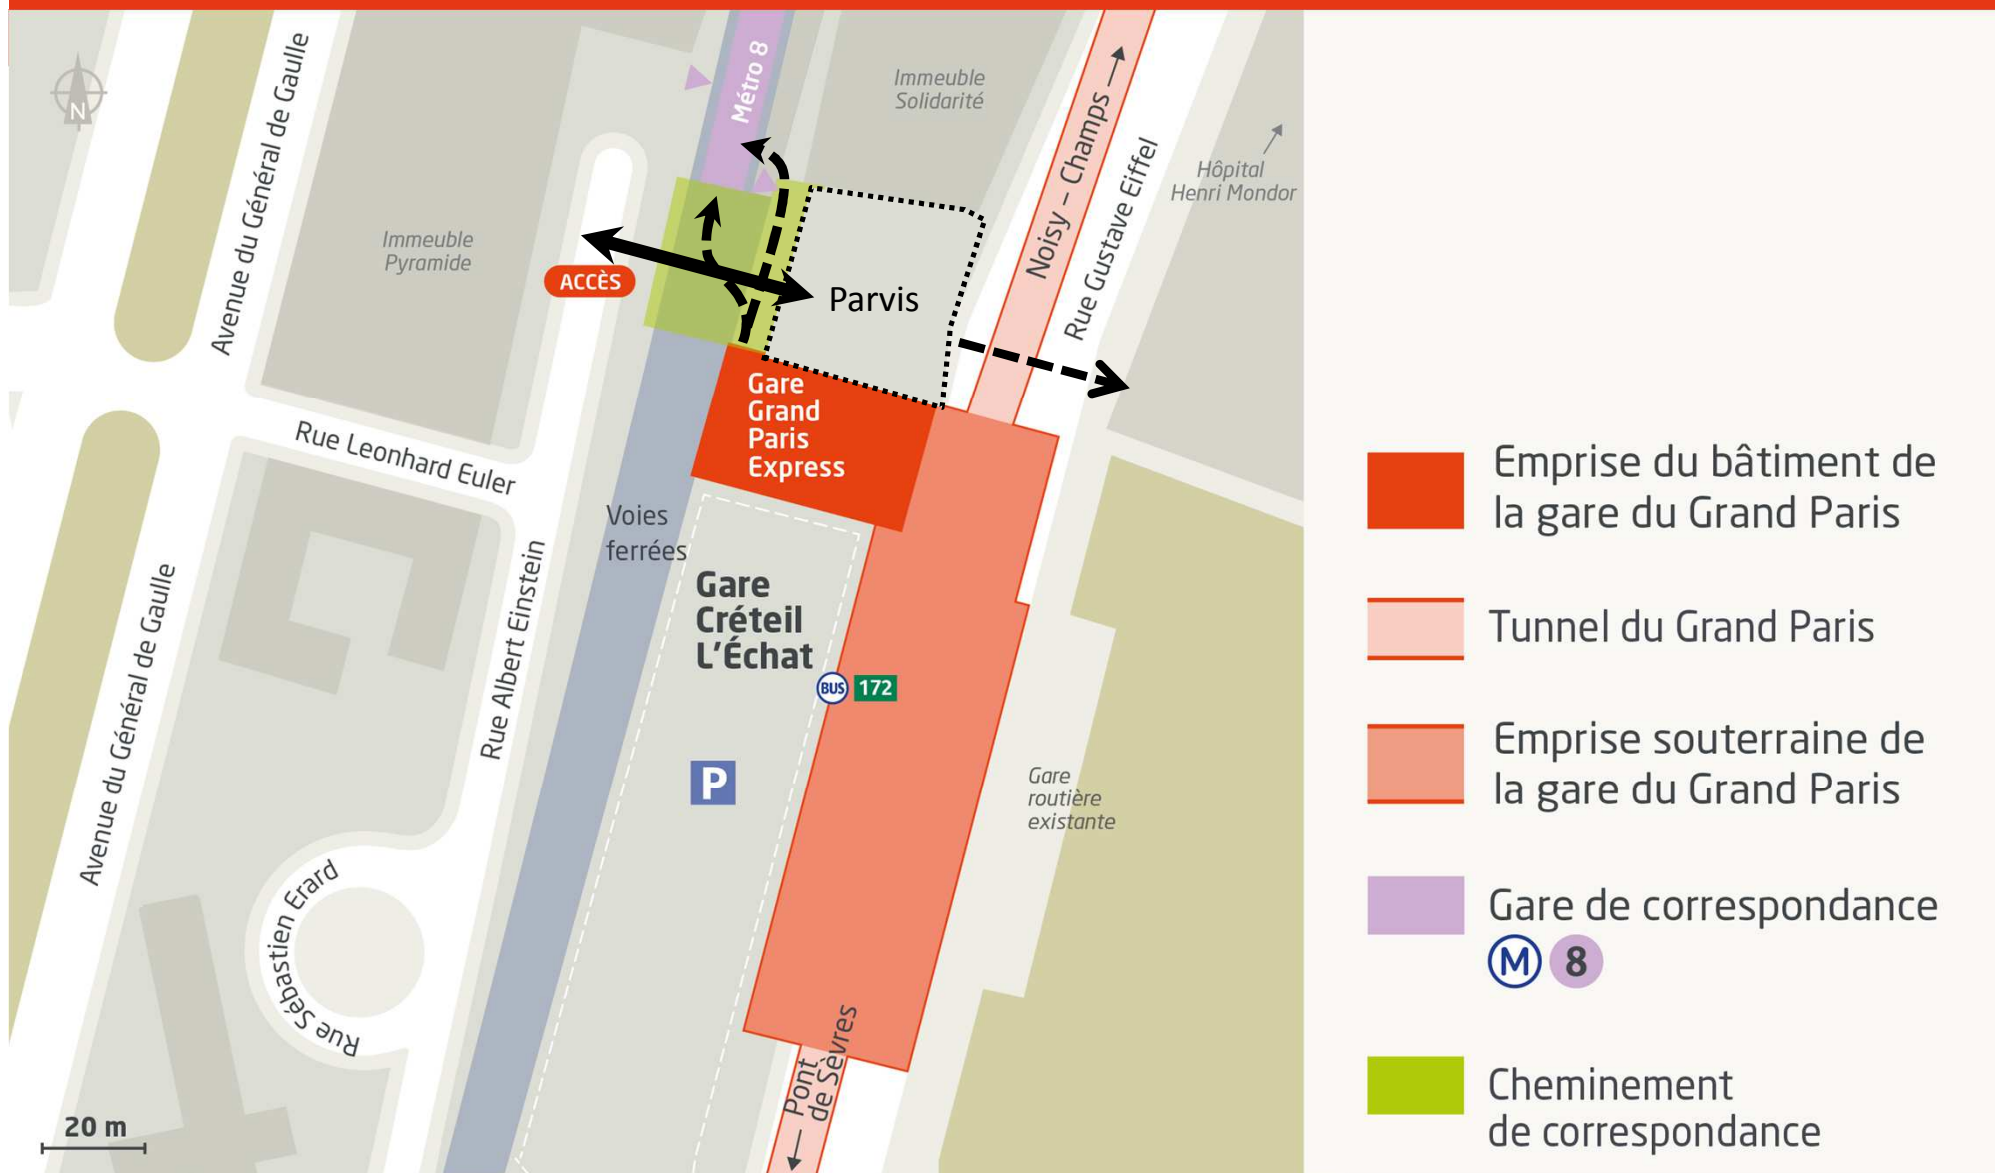 N
Avenue du Général de Gaulle
Métro 8
Immeuble
Solidarité
Noisy – Champs
Rue Gustave Eiffel
Hôpital
Henri Mondor
Immeuble
Pyramide
ACCÈS
Parvis
Gare
Grand
Paris
Express
Rue Leonhard Euler
Voies
ferrées
Gare
Créteil
L'Échat
BUS 172
Avenue du Général de Gaulle
Rue Albert Einstein
P
Gare
routière
existante
Rue Sébastien Erard
Pont
de Sèvres
20 m
Emprise du bâtiment de
la gare du Grand Paris
Tunnel du Grand Paris
Emprise souterraine de
la gare du Grand Paris
Gare de correspondance
M 8
Cheminement
de correspondance